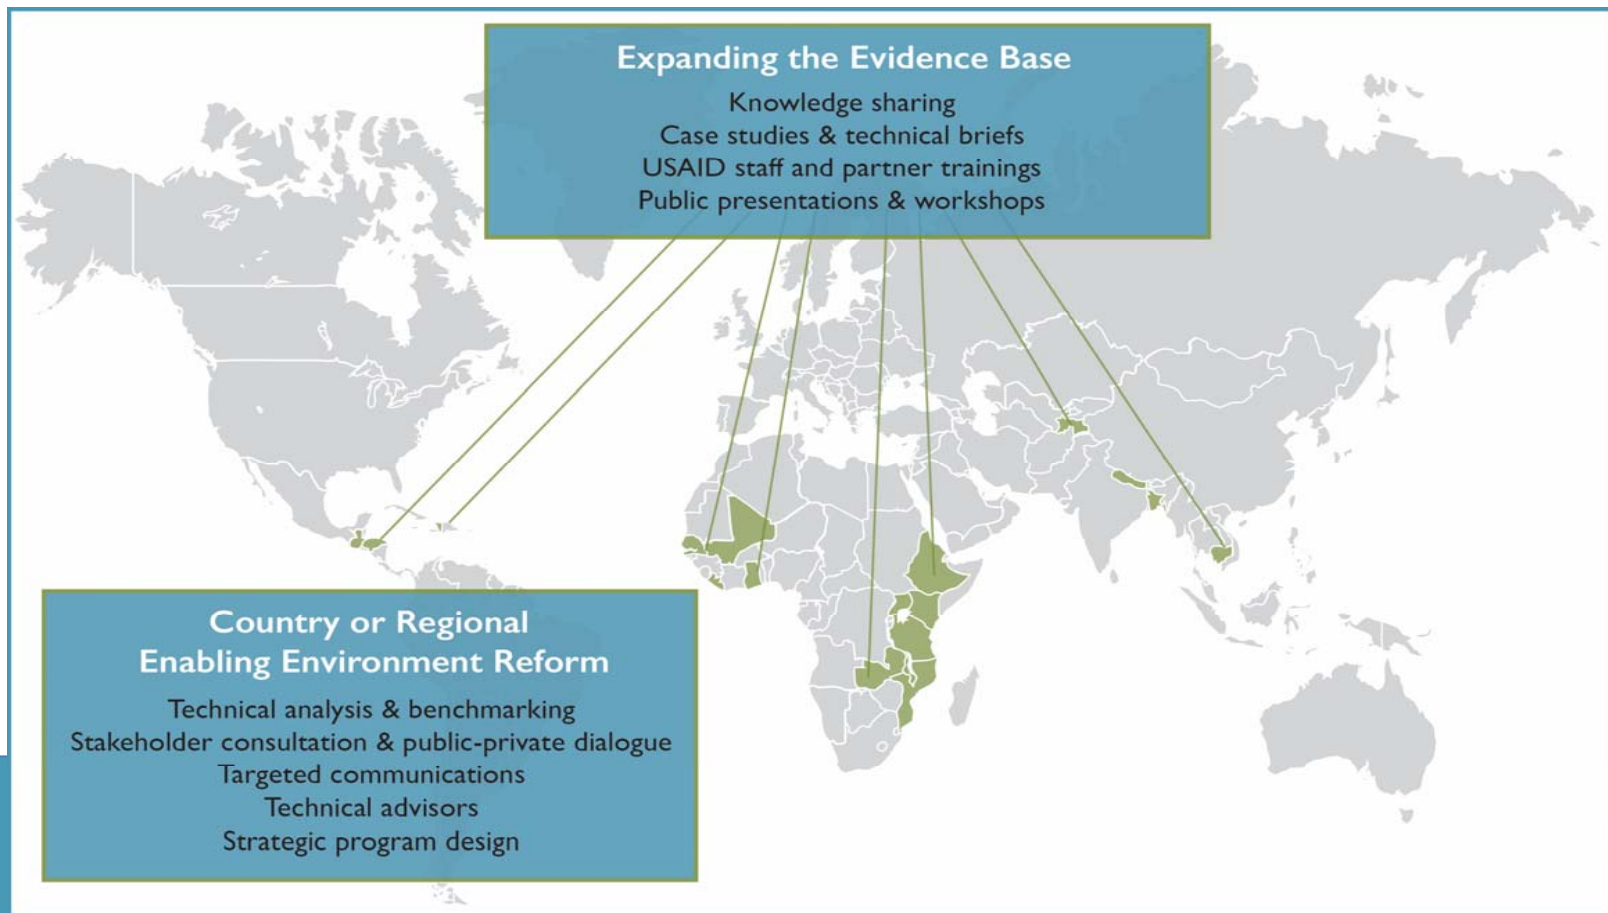 Expanding the Evidence Base
Knowledge sharing
Case studies & technical briefs
USAID staff and partner trainings
Public presentations & workshops
Country or Regional
Enabling Environment Reform
Technical analysis & benchmarking
Stakeholder consultation & public-private dialogue
Targeted communications
Technical advisors
Strategic program design